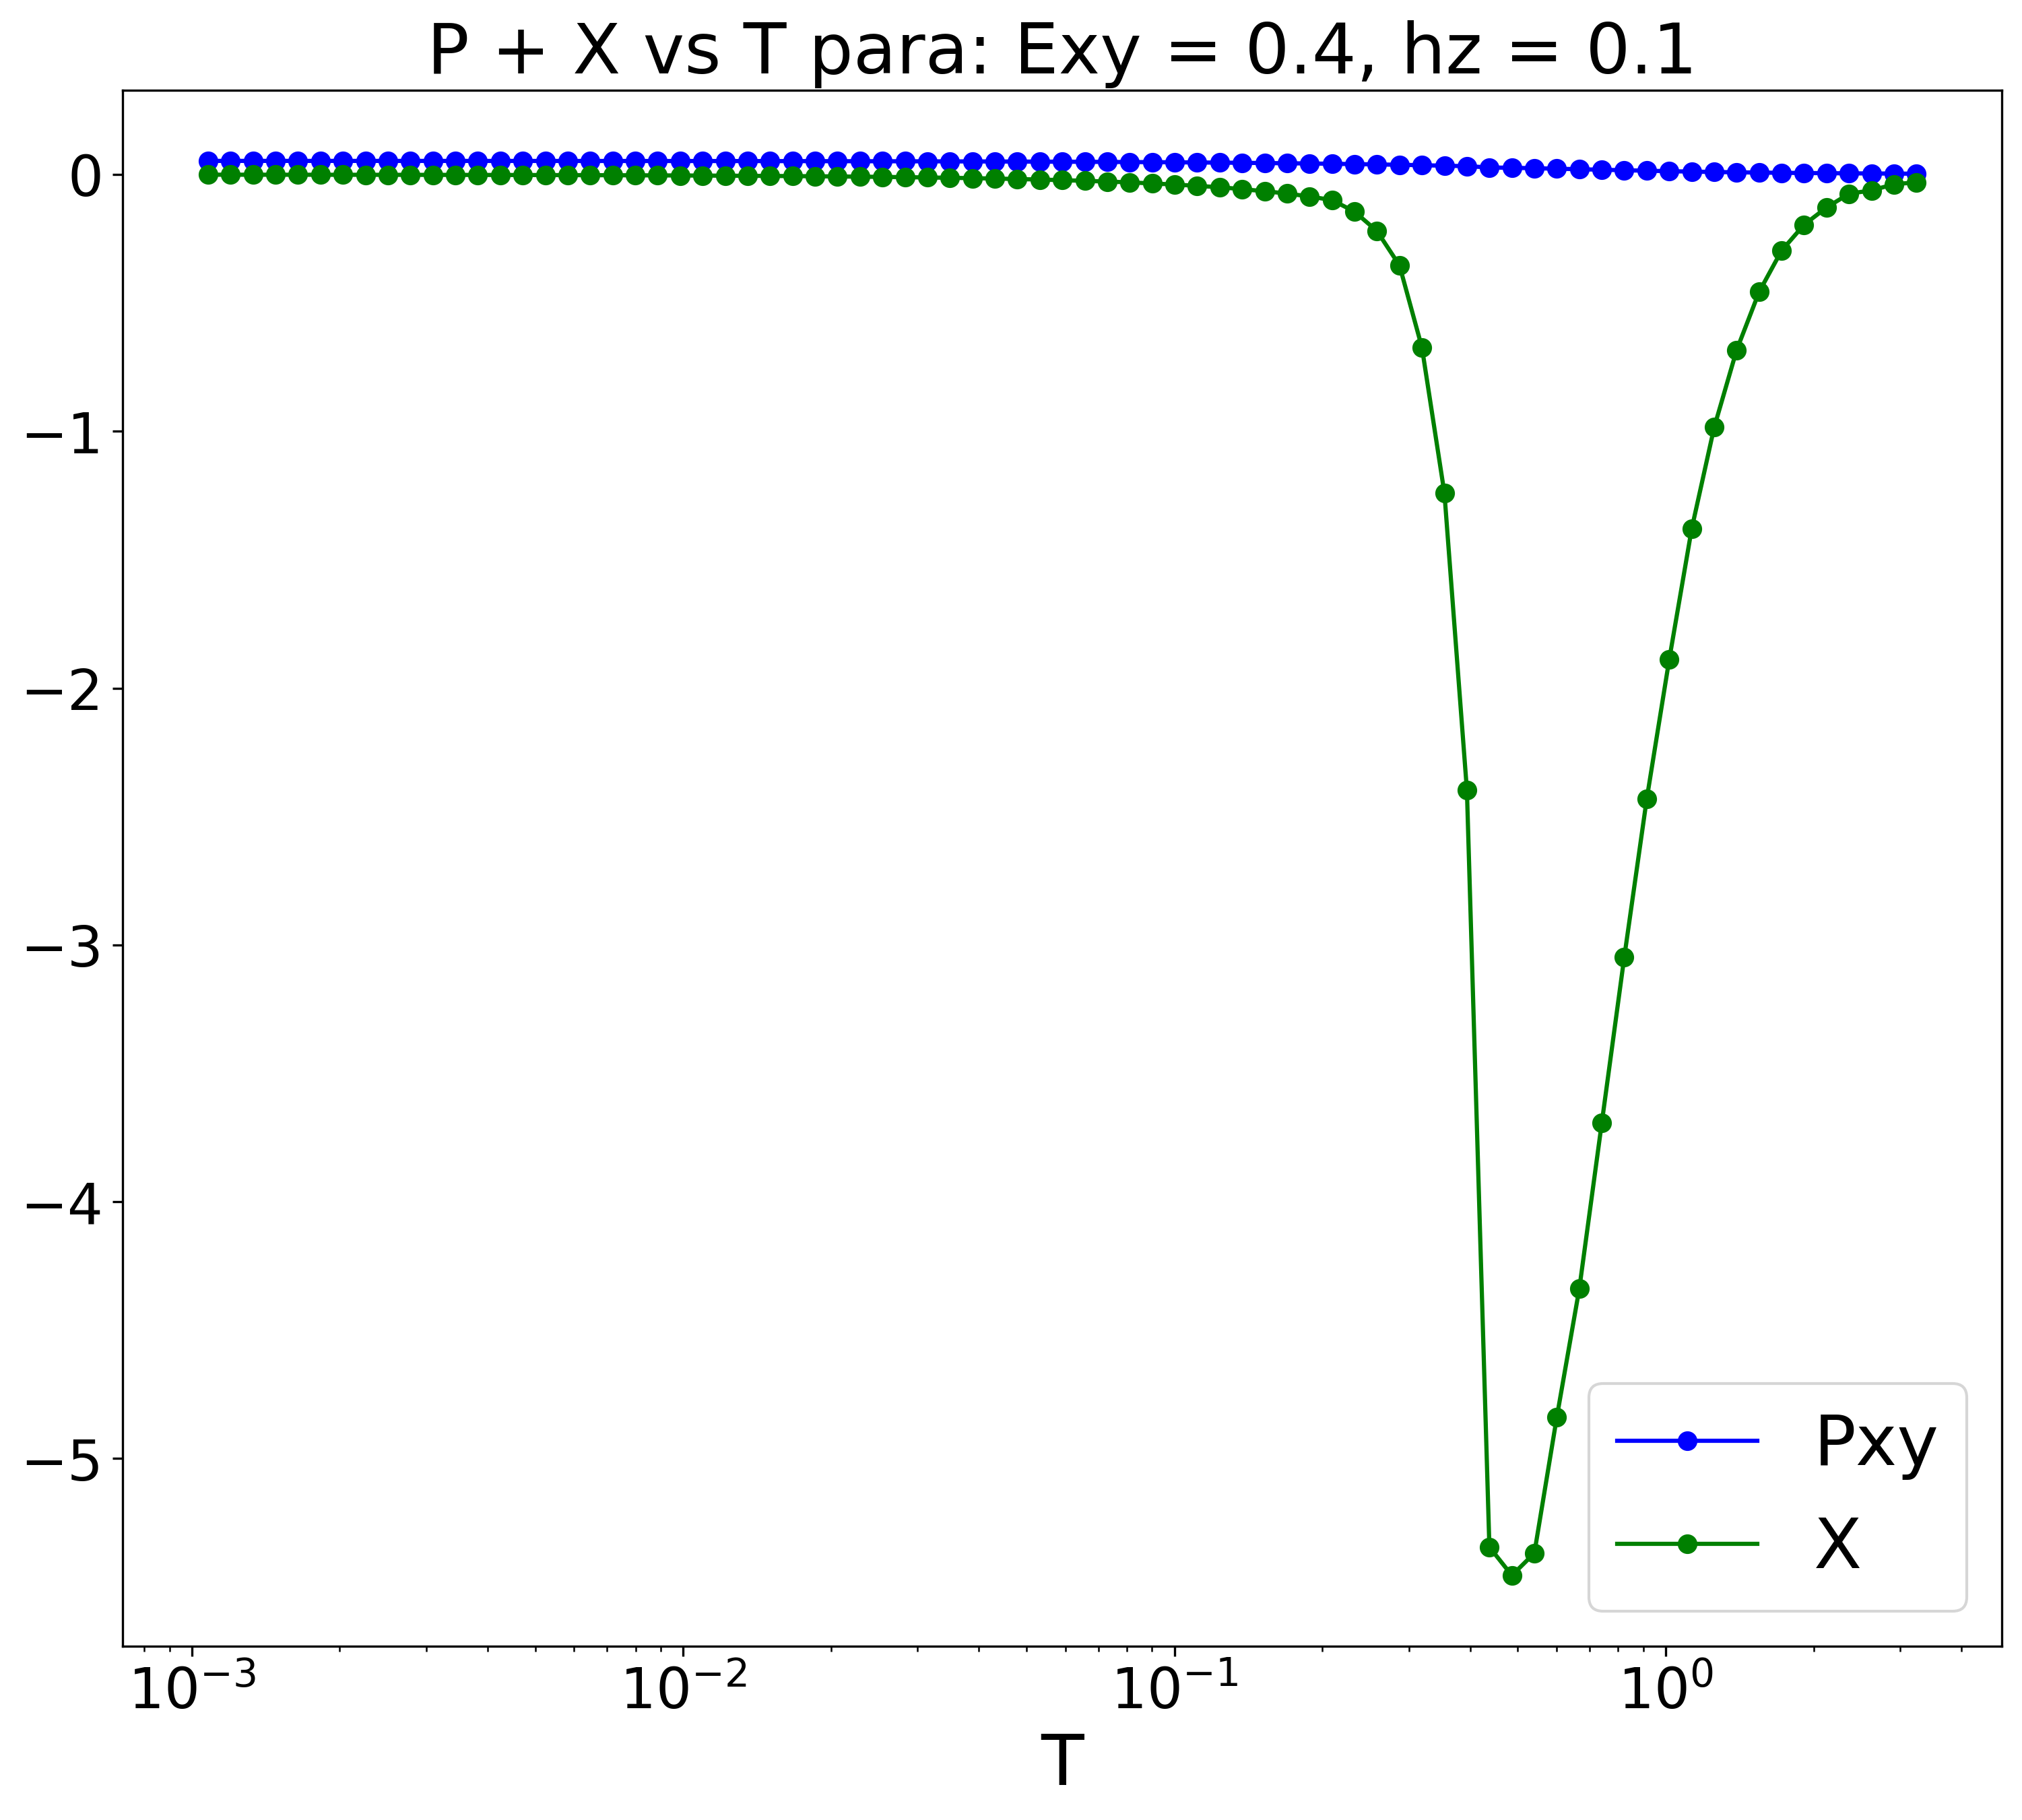 P + X vs T para: Exy = 0.4, hz = 0.1
0
−1
−2
−3
−4
−5
Pxy
X
10⁻³ 10⁻² 10⁻¹ 10⁰
T